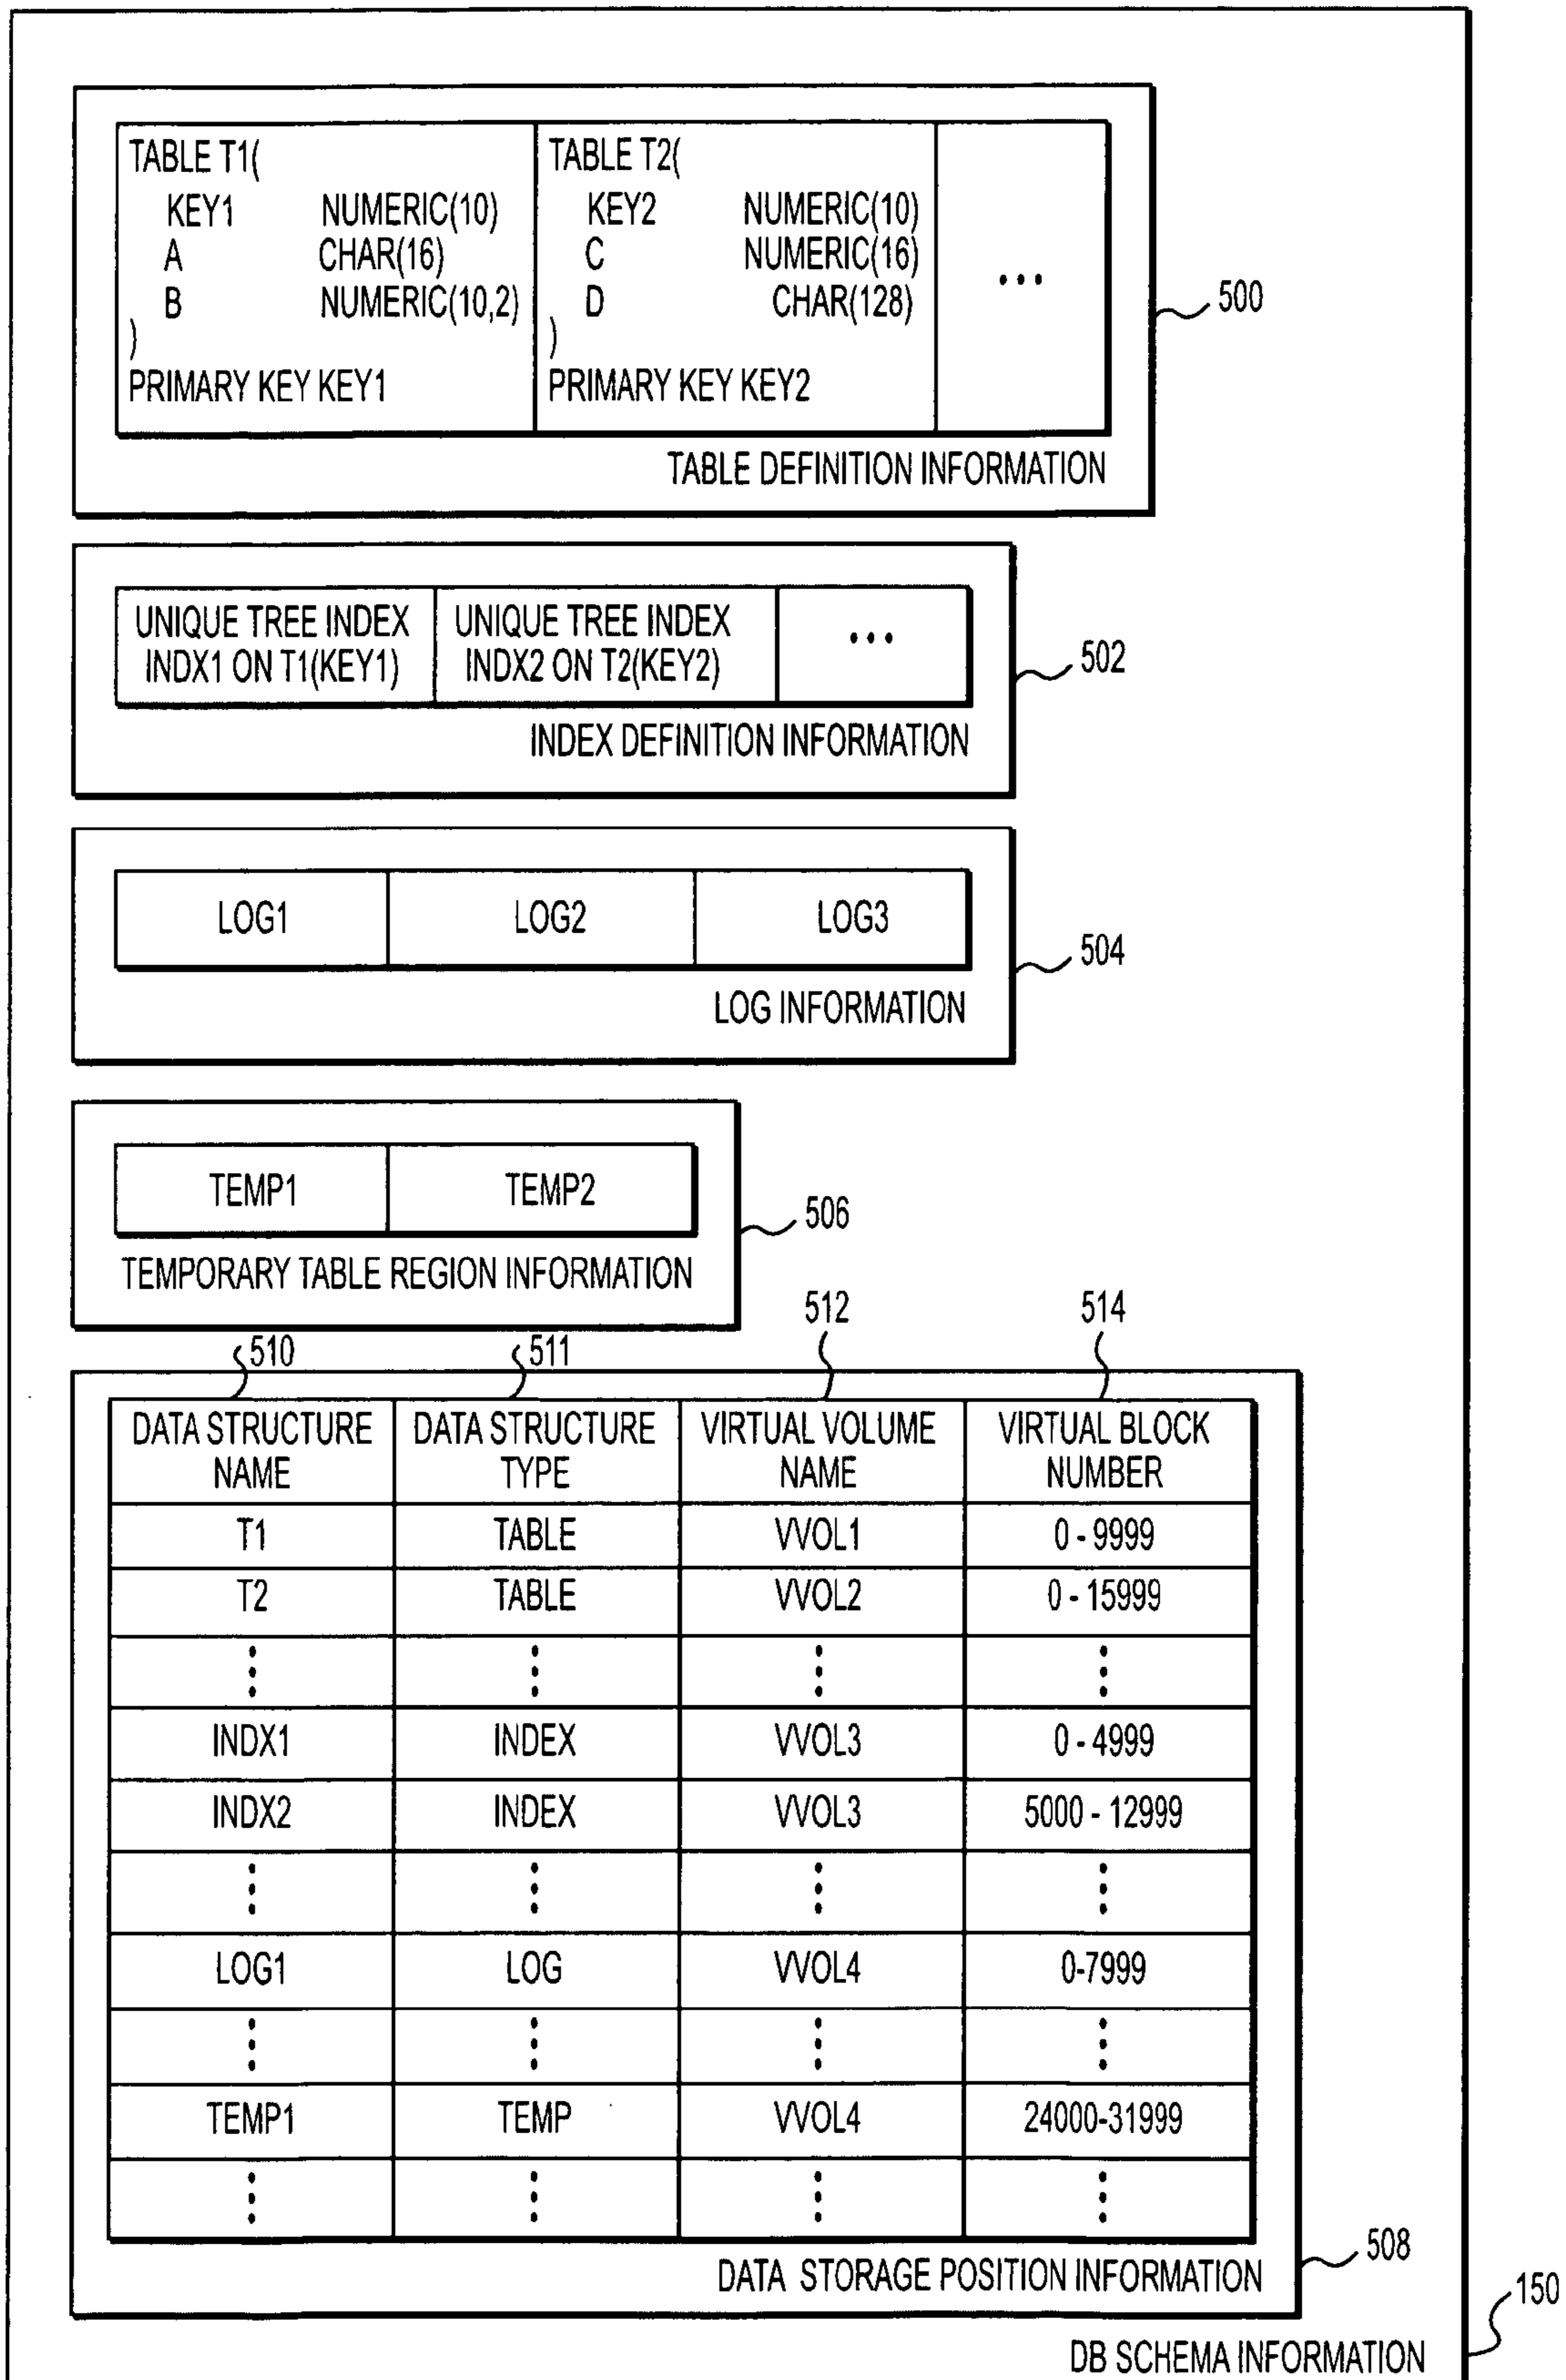 TABLE T1(
KEY1 NUMERIC(10)
A CHAR(16)
B NUMERIC(10,2)
)
PRIMARY KEY KEY1
TABLE T2(
KEY2 NUMERIC(10)
C NUMERIC(16)
D CHAR(128)
)
PRIMARY KEY KEY2
...
500
TABLE DEFINITION INFORMATION
UNIQUE TREE INDEX
INDX1 ON T1(KEY1)
UNIQUE TREE INDEX
INDX2 ON T2(KEY2)
...
502
INDEX DEFINITION INFORMATION
LOG1 LOG2 LOG3
504
LOG INFORMATION
TEMP1 TEMP2
506
TEMPORARY TABLE REGION INFORMATION
510 511 512 514
DATA STRUCTURE NAME
DATA STRUCTURE TYPE
VIRTUAL VOLUME NAME
VIRTUAL BLOCK NUMBER
T1 TABLE VVOL1 0 - 9999
T2 TABLE VVOL2 0 - 15999
INDX1 INDEX VVOL3 0 - 4999
INDX2 INDEX VVOL3 5000 - 12999
LOG1 LOG VVOL4 0-7999
TEMP1 TEMP VVOL4 24000-31999
508
DATA STORAGE POSITION INFORMATION
150
DB SCHEMA INFORMATION